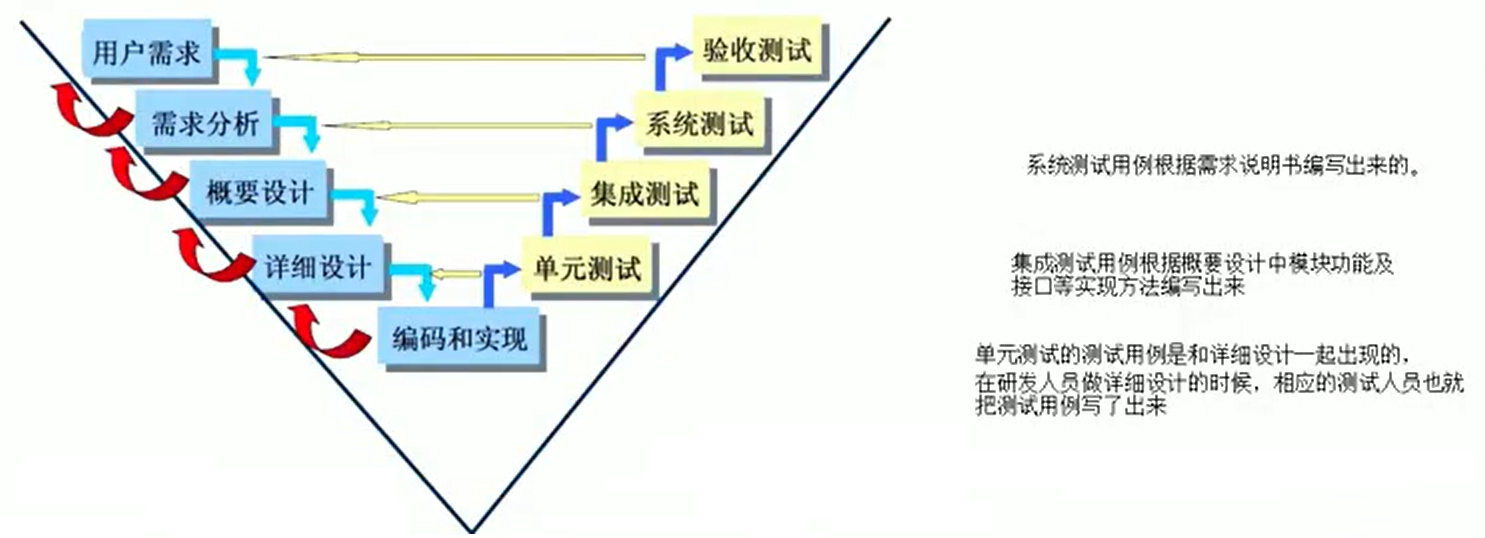 用户需求
验收测试
需求分析
系统测试
概要设计
集成测试
详细设计
单元测试
编码和实现
系统测试用例根据需求说明书编写出来的。
集成测试用例根据概要设计中模块功能及
接口等实现方法编写出来
单元测试的测试用例是和详细设计一起出现的，
在研发人员做详细设计的时候，相应的测试人员也就
把测试用例写了出来